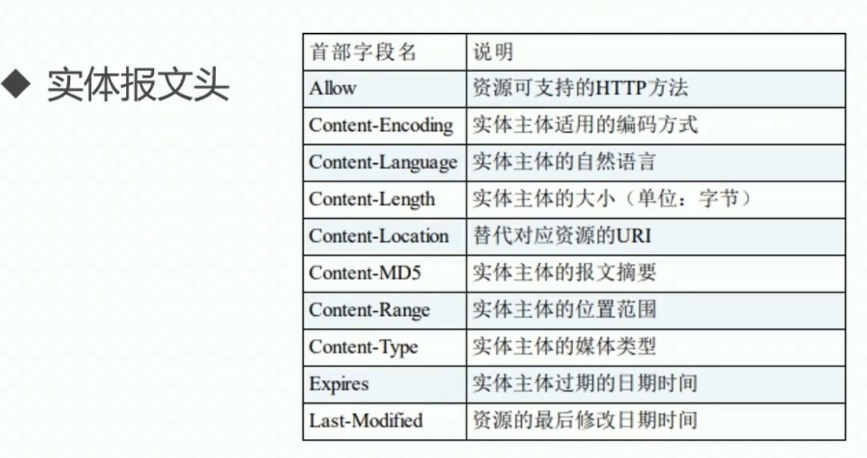 ◆ 实体报文头
首部字段名 说明
Allow 资源可支持的HTTP方法
Content-Encoding 实体主体适用的编码方式
Content-Language 实体主体的自然语言
Content-Length 实体主体的大小（单位：字节）
Content-Location 替代对应资源的URI
Content-MD5 实体主体的报文摘要
Content-Range 实体主体的位置范围
Content-Type 实体主体的媒体类型
Expires 实体主体过期的日期时间
Last-Modified 资源的最后修改日期时间